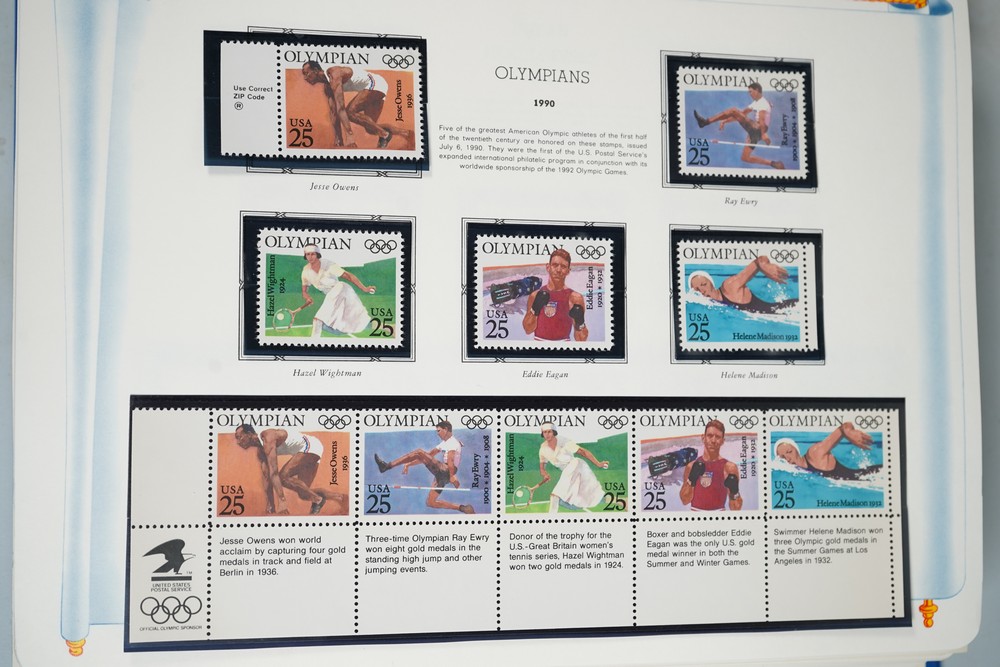 OLYMPIAN
Use Correct
ZIP Code
®
Jesse Owens
1936
USA
25
Jesse Owens
OLYMPIANS
1990
Five of the greatest American Olympic athletes of the first half
of the twentieth century are honored on these stamps, issued
July 6, 1990. They were the first of the U.S. Postal Service's
expanded international philatelic program in conjunction with its
worldwide sponsorship of the 1992 Olympic Games.
OLYMPIAN
Ray Ewry
1900 • 1904 • 1908
USA
25
Ray Ewry
OLYMPIAN
Hazel Wightman
1924
USA
25
Hazel Wightman
OLYMPIAN
Eddie Eagan
1920 • 1932
USA
25
Eddie Eagan
OLYMPIAN
USA
25
Helene Madison 1932
Helene Madison
OLYMPIAN
Jesse Owens
1936
USA
25
OLYMPIAN
Ray Ewry
1900 • 1904 • 1908
USA
25
OLYMPIAN
Hazel Wightman
1924
USA
25
OLYMPIAN
Eddie Eagan
1920 • 1932
USA
25
OLYMPIAN
USA
25
Helene Madison 1932
UNITED STATES
POSTAL SERVICE
OFFICIAL OLYMPIC SPONSOR
Jesse Owens won world
acclaim by capturing four gold
medals in track and field at
Berlin in 1936.
Three-time Olympian Ray Ewry
won eight gold medals in the
standing high jump and other
jumping events.
Donor of the trophy for the
U.S.-Great Britain women's
tennis series, Hazel Wightman
won two gold medals in 1924.
Boxer and bobsledder Eddie
Eagan was the only U.S. gold
medal winner in both the
Summer and Winter Games.
Swimmer Helene Madison won
three Olympic gold medals in
the Summer Games at Los
Angeles in 1932.